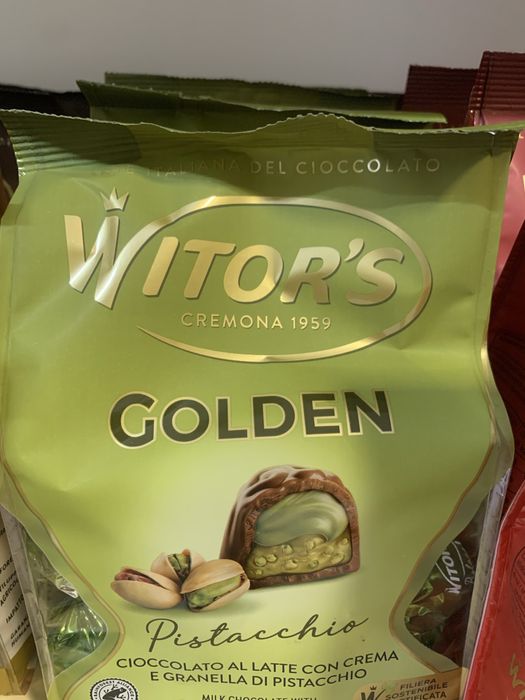 ITALIANA DEL CIOCCOLATO
WITOR'S
CREMONA 1959
GOLDEN
Pistacchio
CIOCCOLATO AL LATTE CON CREMA
E GRANELLA DI PISTACCHIO
MILK CHOCOLATE WITH
FILIERA
SOSTENIBILE
WITOR'S